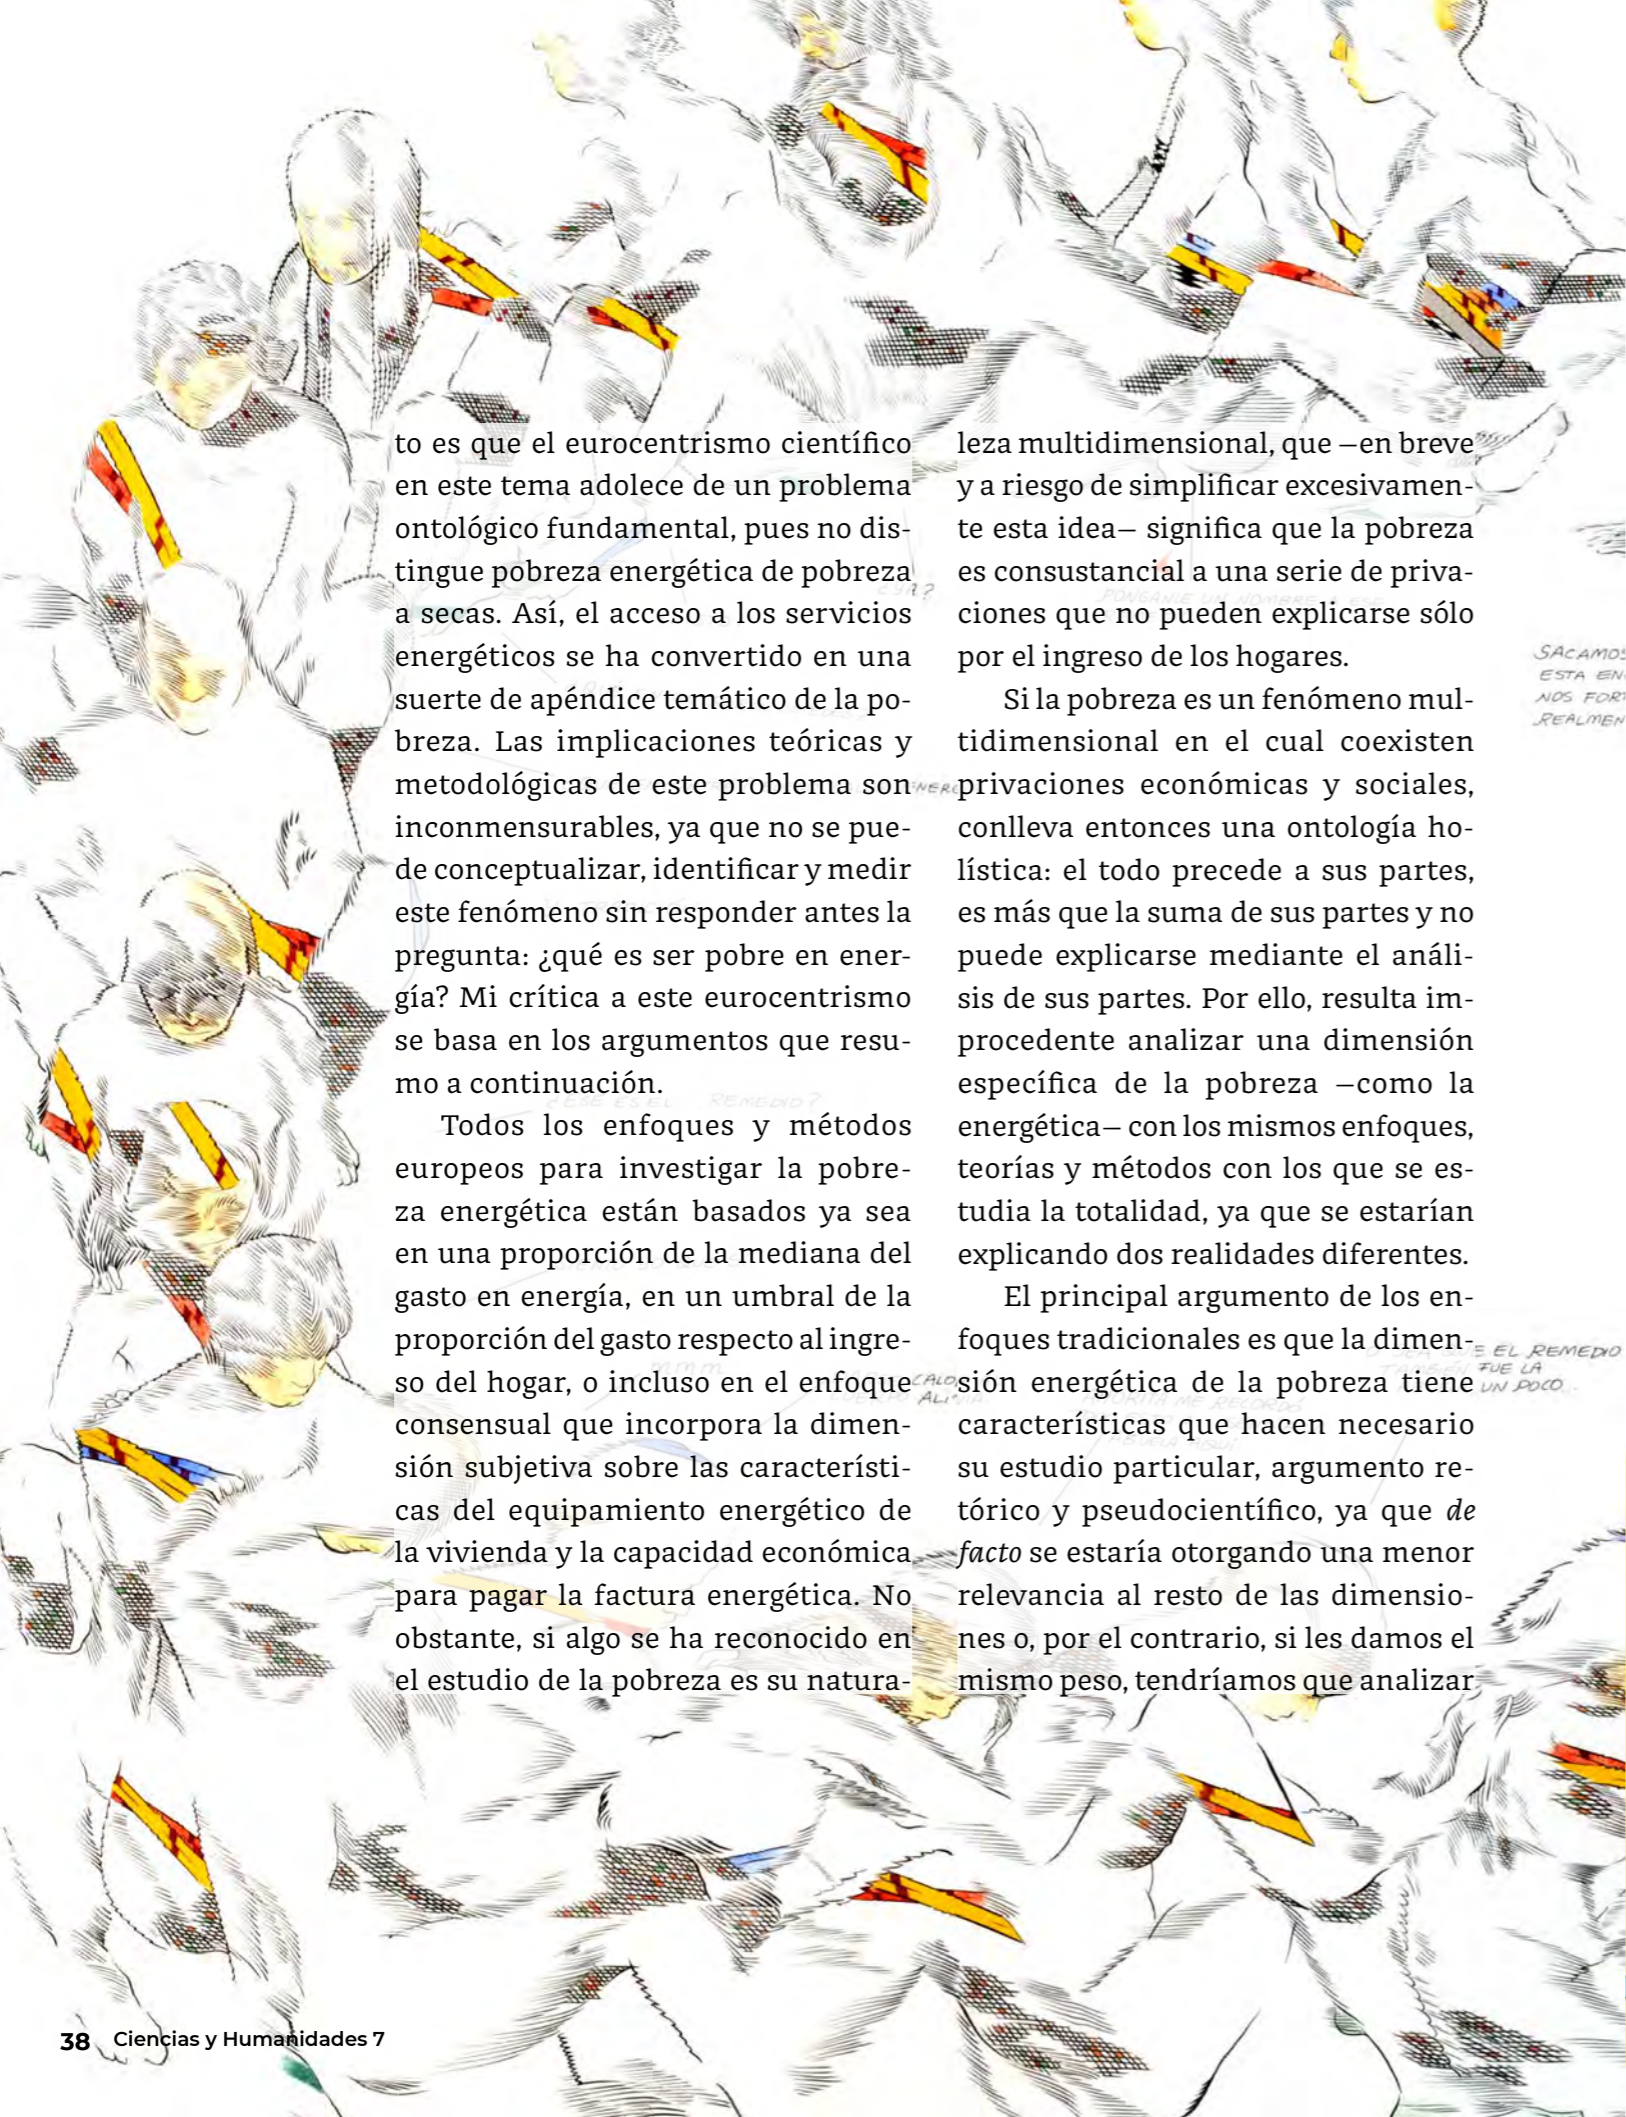 to es que el eurocentrismo científico
en este tema adolece de un problema
ontológico fundamental, pues no dis-
tingue pobreza energética de pobreza
a secas. Así, el acceso a los servicios
energéticos se ha convertido en una
suerte de apéndice temático de la po-
breza. Las implicaciones teóricas y
metodológicas de este problema son
inconmensurables, ya que no se pue-
de conceptualizar, identificar y medir
este fenómeno sin responder antes la
pregunta: ¿qué es ser pobre en ener-
gía? Mi crítica a este eurocentrismo
se basa en los argumentos que resu-
mo a continuación.
Todos los enfoques y métodos
europeos para investigar la pobre-
za energética están basados ya sea
en una proporción de la mediana del
gasto en energía, en un umbral de la
proporción del gasto respecto al ingre-
so del hogar, o incluso en el enfoque
consensual que incorpora la dimen-
sión subjetiva sobre las característi-
cas del equipamiento energético de
la vivienda y la capacidad económica
para pagar la factura energética. No
obstante, si algo se ha reconocido en
el estudio de la pobreza es su natura-
leza multidimensional, que —en breve
y a riesgo de simplificar excesivamen-
te esta idea— significa que la pobreza
es consustancial a una serie de priva-
ciones que no pueden explicarse sólo
por el ingreso de los hogares.
Si la pobreza es un fenómeno mul-
tidimensional en el cual coexisten
privaciones económicas y sociales,
conlleva entonces una ontología ho-
lística: el todo precede a sus partes,
es más que la suma de sus partes y no
puede explicarse mediante el análi-
sis de sus partes. Por ello, resulta im-
procedente analizar una dimensión
específica de la pobreza —como la
energética— con los mismos enfoques,
teorías y métodos con los que se es-
tudia la totalidad, ya que se estarían
explicando dos realidades diferentes.
El principal argumento de los en-
foques tradicionales es que la dimen-
sión energética de la pobreza tiene
características que hacen necesario
su estudio particular, argumento re-
tórico y pseudocientífico, ya que de
facto se estaría otorgando una menor
relevancia al resto de las dimensio-
nes o, por el contrario, si les damos el
mismo peso, tendríamos que analizar
SACAMOS
ESTA EN
NOS FOR
REALMEN
¿ESE ES EL REMEDIO?
mmm
E EL REMEDIO
FUE LA
UN POCO
38 Ciencias y Humanidades 7